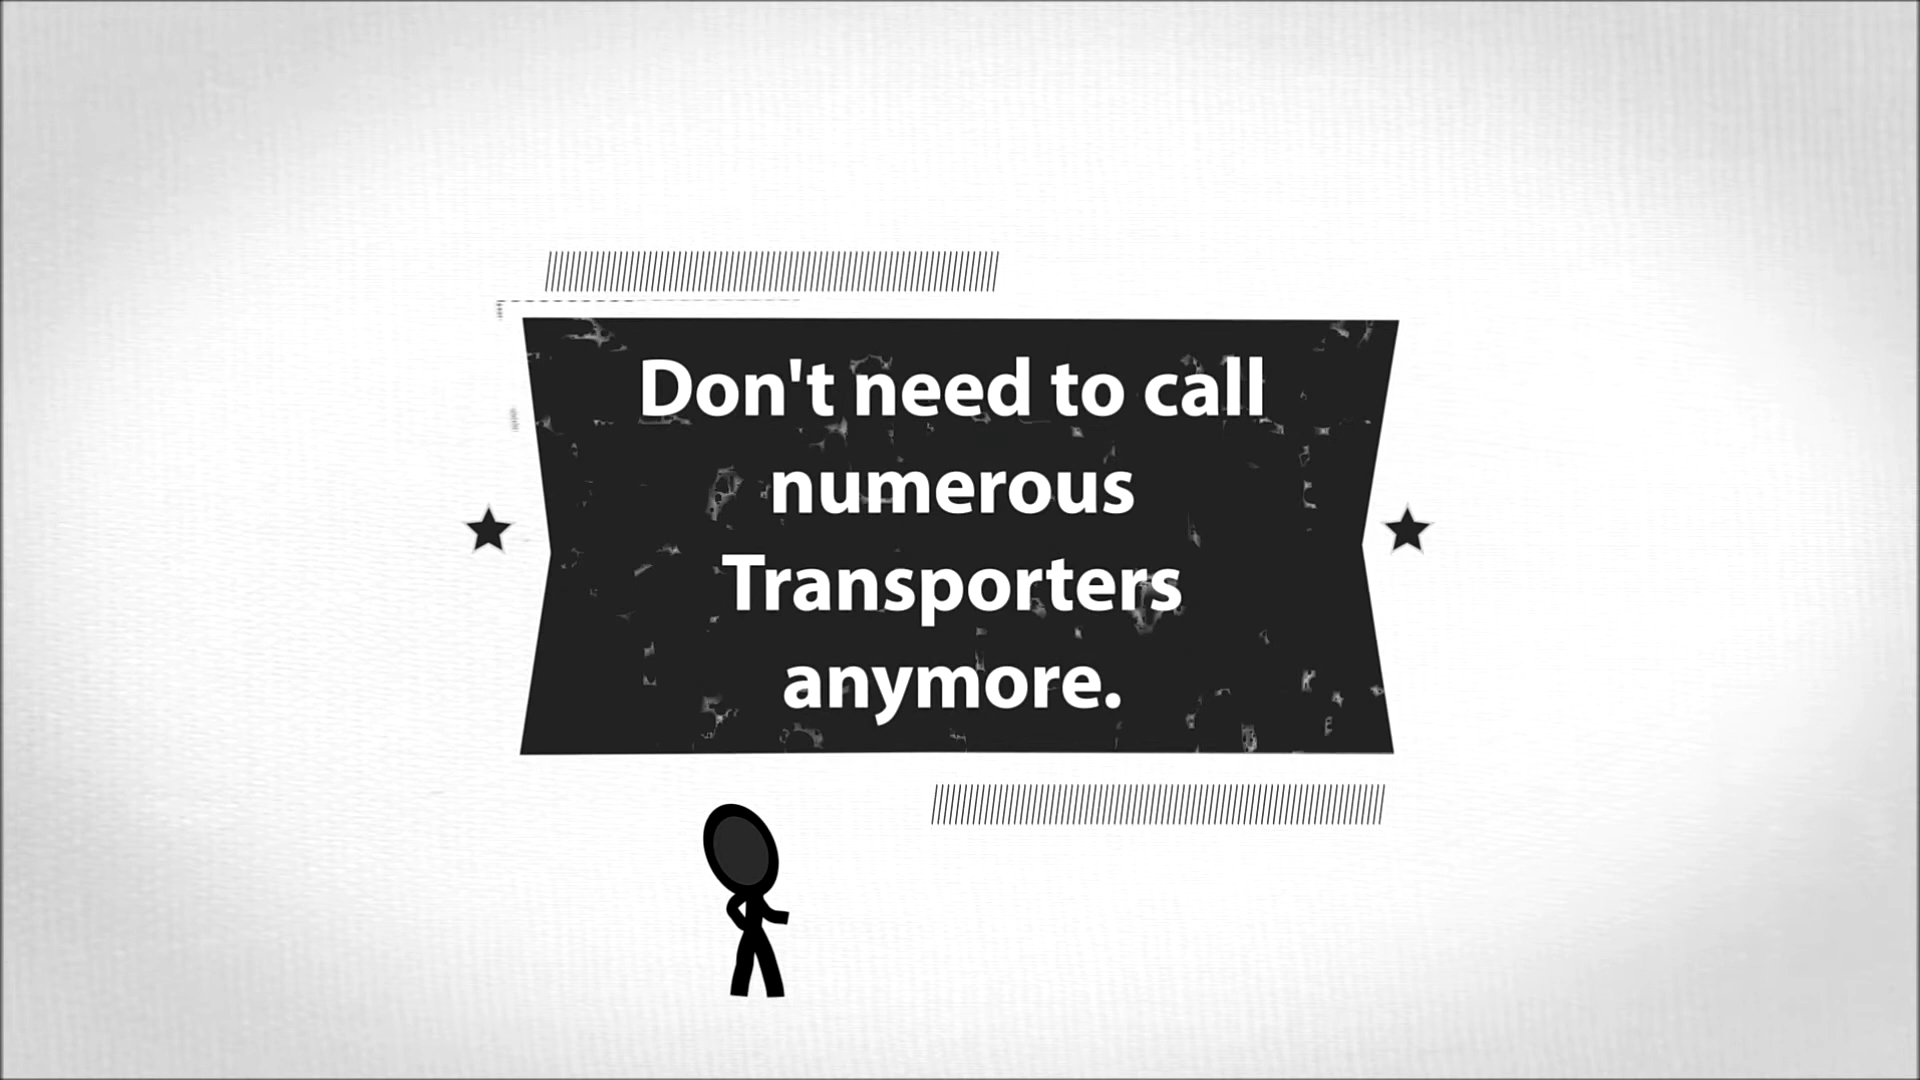 Don't need to call
numerous
Transporters
anymore.